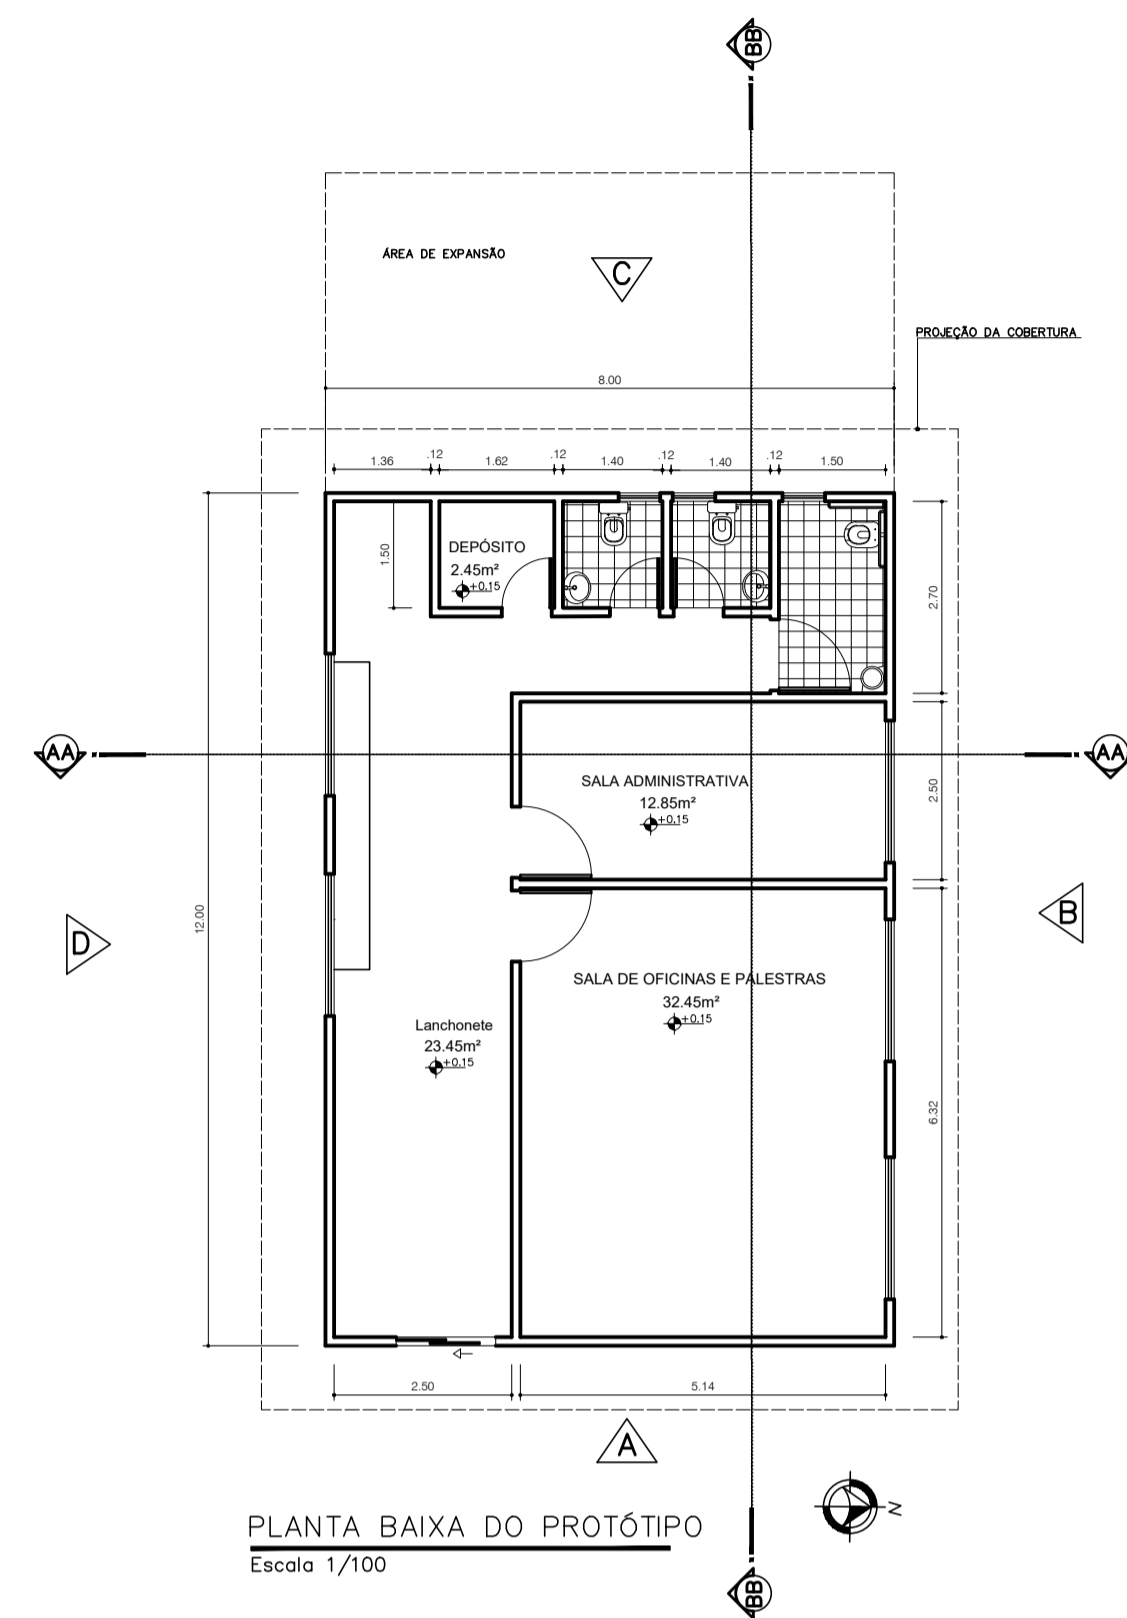 BB
ÁREA DE EXPANSÃO
C
PROJEÇÃO DA COBERTURA
8.00
1.36
.12
1.62
.12
1.40
.12
1.40
.12
1.50
1.50
DEPÓSITO
2.45m²
+0.15
2.70
AA
AA
SALA ADMINISTRATIVA
12.85m²
+0.15
2.50
12.00
D
B
SALA DE OFICINAS E PALESTRAS
32.45m²
+0.15
Lanchonete
23.45m²
+0.15
6.32
2.50
5.14
A
N
PLANTA BAIXA DO PROTÓTIPO
Escala 1/100
BB